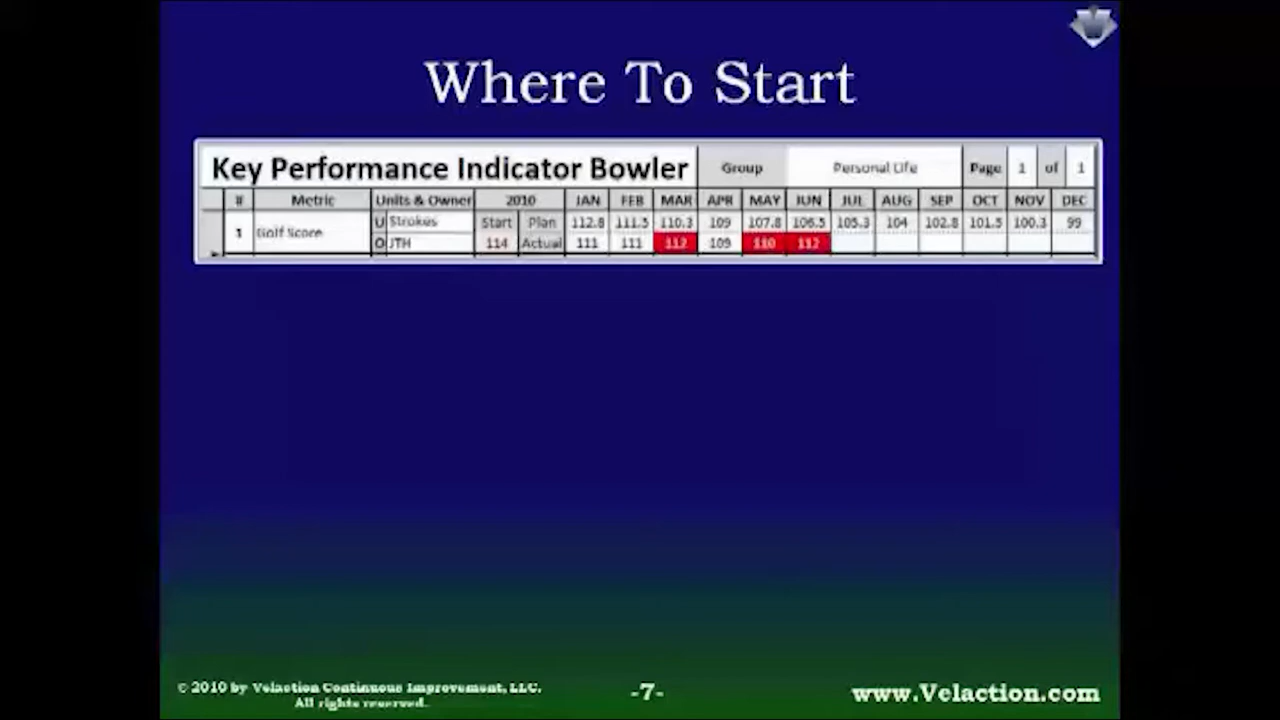 Where To Start
Key Performance Indicator Bowler Group Personal Life Page 1 of 1
# Metric Units & Owner 2010 JAN FEB MAR APR MAY JUN JUL AUG SEP OCT NOV DEC
1 Golf Score U Strokes Start Plan 112.8 111.5 110.3 109 107.8 106.5 105.3 104 102.8 101.5 100.3 99
O JTH 114 Actual 111 111 112 109 110 112
© 2010 by Velaction Continuous Improvement, LLC.
All rights reserved.
-7-
www.Velaction.com